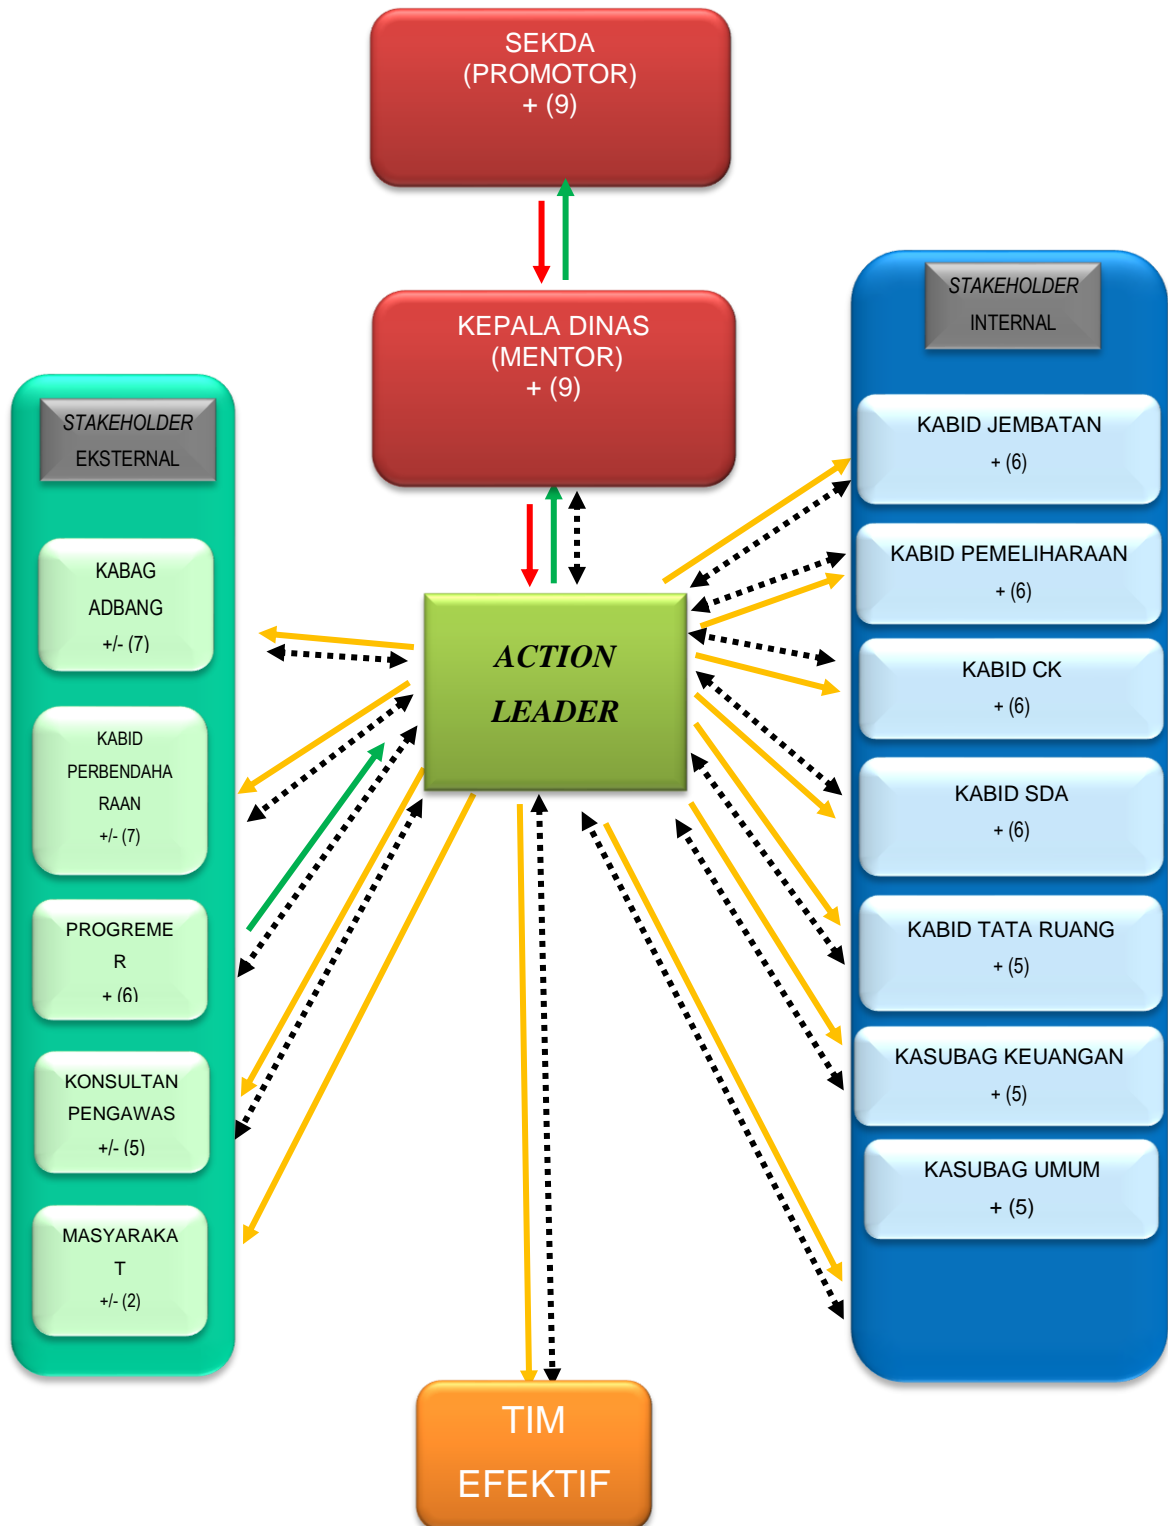 SEKDA
(PROMOTOR)
+ (9)
KEPALA DINAS
(MENTOR)
+ (9)
STAKEHOLDER
EKSTERNAL
KABAG
ADBANG
+/- (7)
KABID
PERBENDAHA
RAAN
+/- (7)
PROGREME
R
+ (6)
KONSULTAN
PENGAWAS
+/- (5)
MASYARAKA
T
+/- (2)
ACTION
LEADER
STAKEHOLDER
INTERNAL
KABID JEMBATAN
+ (6)
KABID PEMELIHARAAN
+ (6)
KABID CK
+ (6)
KABID SDA
+ (6)
KABID TATA RUANG
+ (5)
KASUBAG KEUANGAN
+ (5)
KASUBAG UMUM
+ (5)
TIM
EFEKTIF